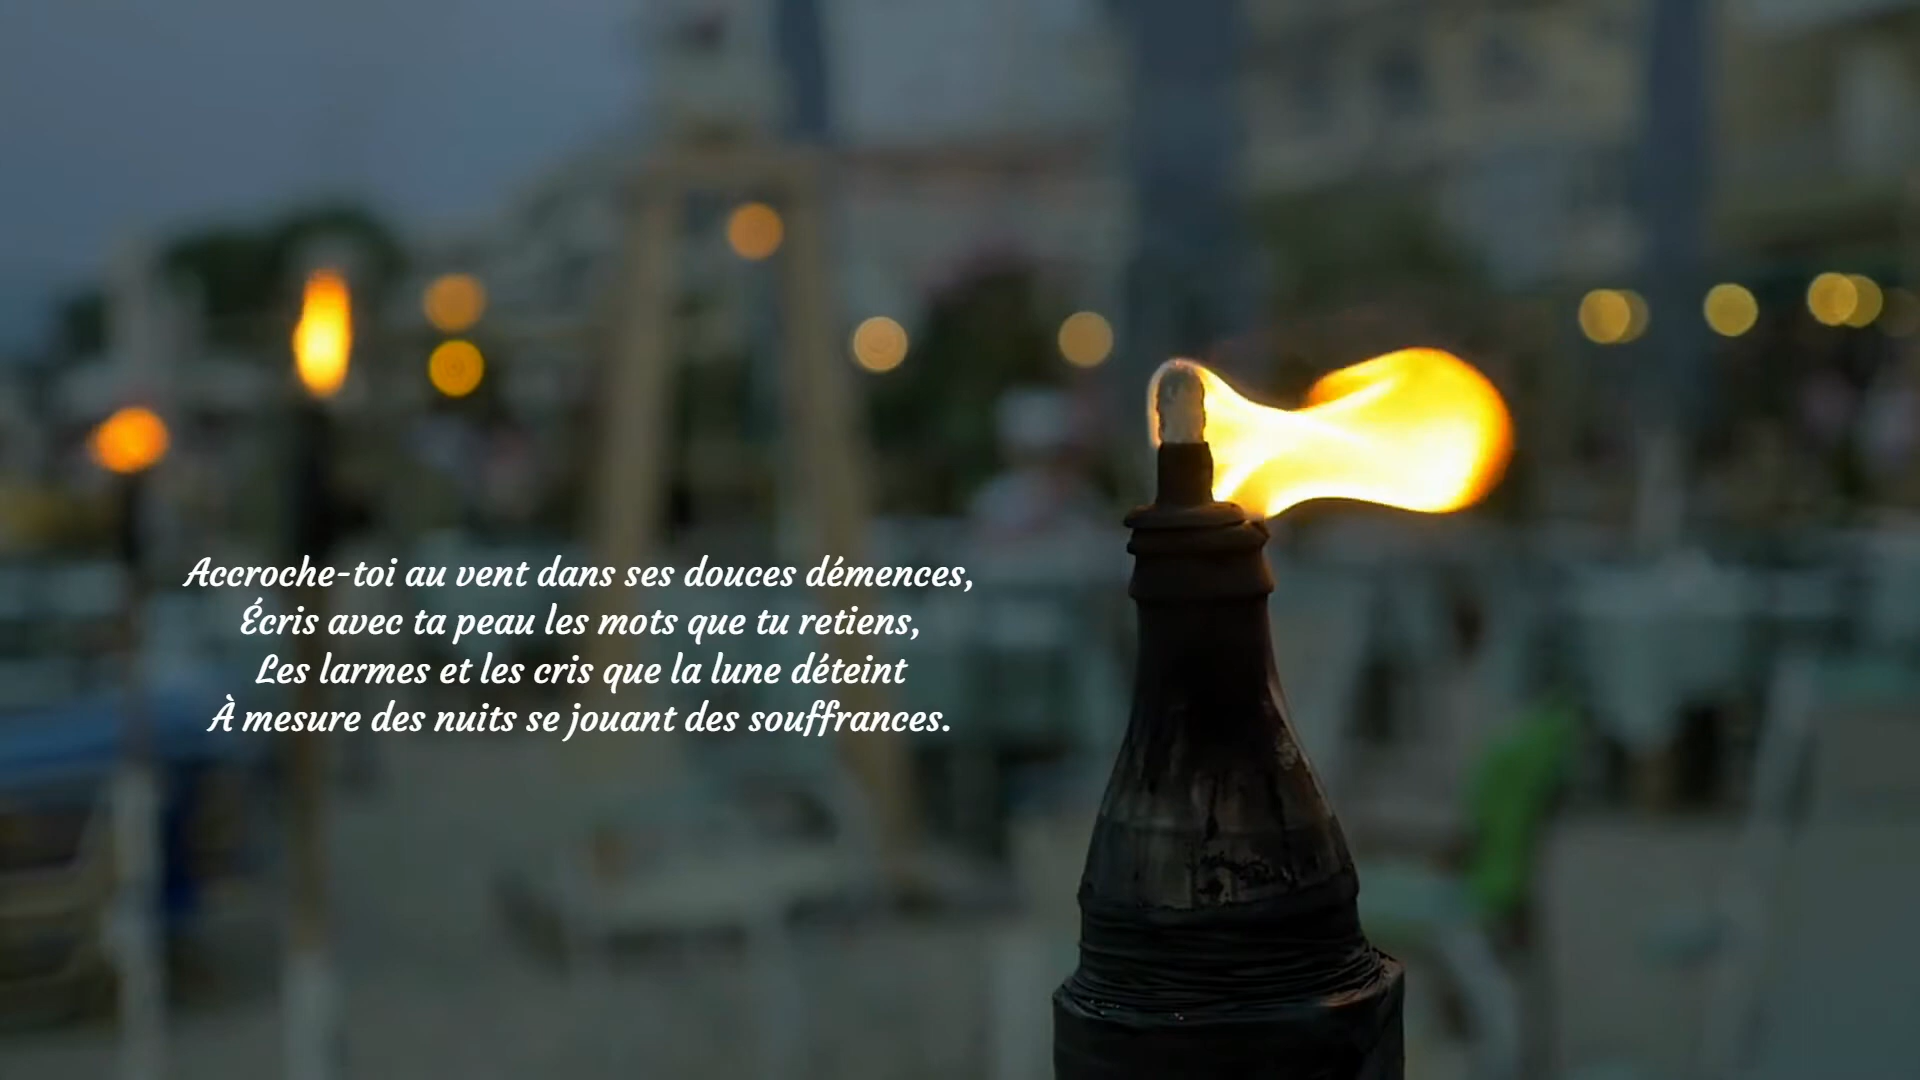 Accroche-toi au vent dans ses douces démences,
Écris avec ta peau les mots que tu retiens,
Les larmes et les cris que la lune déteint
À mesure des nuits se jouant des souffrances.